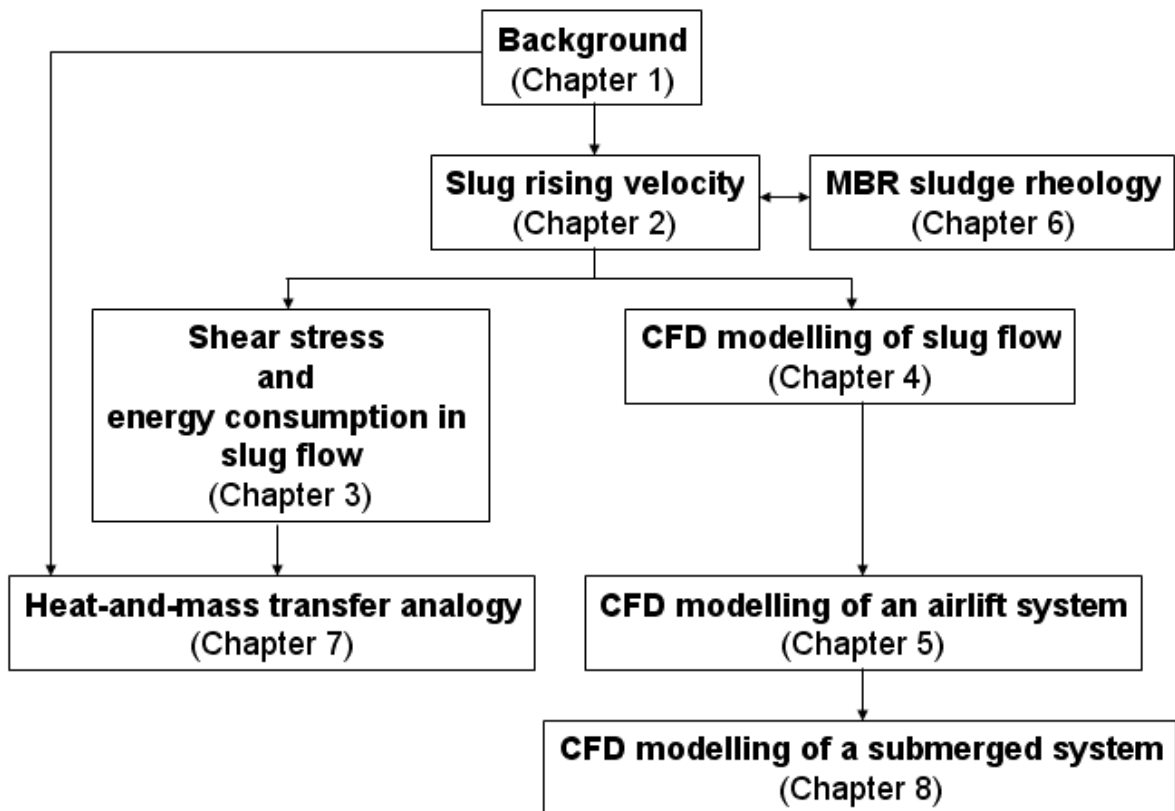 Background
(Chapter 1)
Slug rising velocity
(Chapter 2)
MBR sludge rheology
(Chapter 6)
Shear stress
and
energy consumption in
slug flow
(Chapter 3)
CFD modelling of slug flow
(Chapter 4)
Heat-and-mass transfer analogy
(Chapter 7)
CFD modelling of an airlift system
(Chapter 5)
CFD modelling of a submerged system
(Chapter 8)